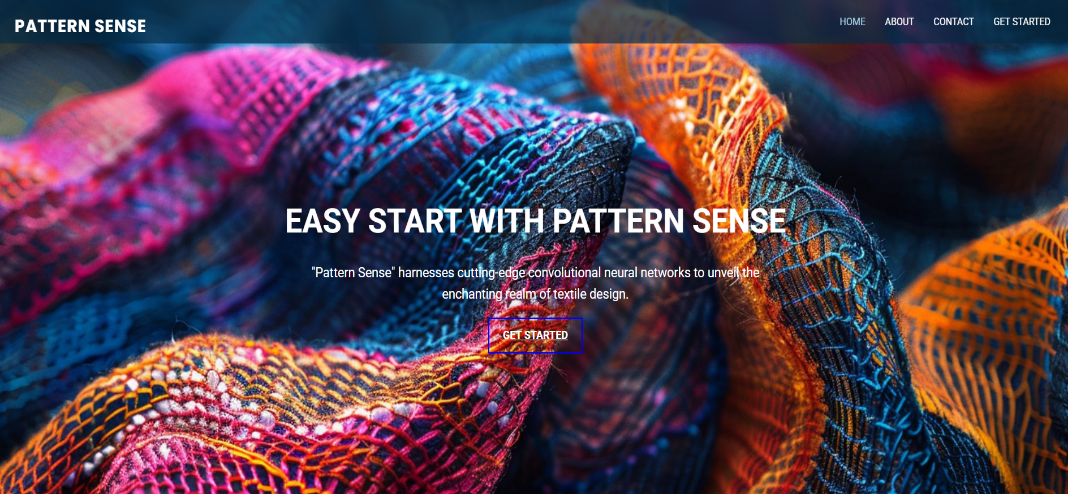 PATTERN SENSE
HOME ABOUT CONTACT GET STARTED
EASY START WITH PATTERN SENSE
"Pattern Sense" harnesses cutting-edge convolutional neural networks to unveil the
enchanting realm of textile design.
GET STARTED